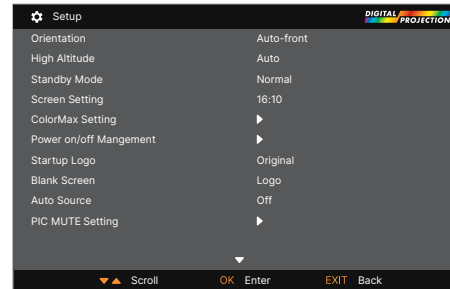 Setup
DIGITAL PROJECTION
Orientation Auto-front
High Altitude Auto
Standby Mode Normal
Screen Setting 16:10
ColorMax Setting
Power on/off Mangement
Startup Logo Original
Blank Screen Logo
Auto Source Off
PIC MUTE Setting
Scroll OK Enter EXIT Back